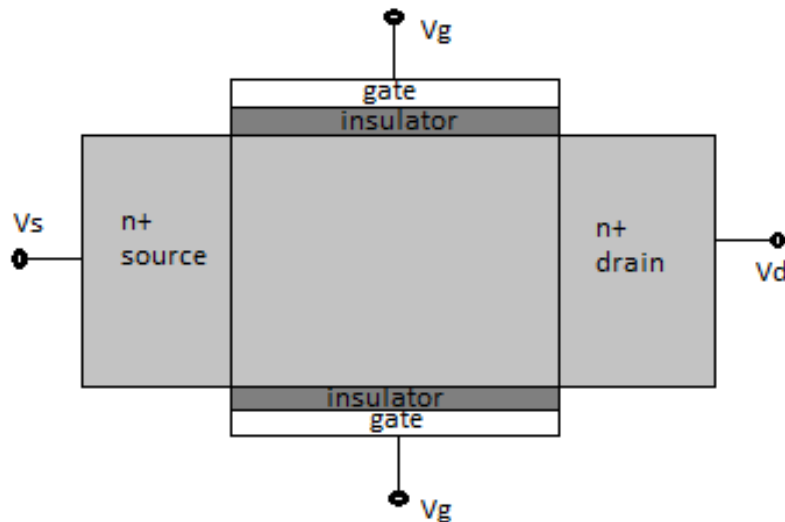 Vg
gate
insulator
Vs
n+
source
n+
drain
Vd
insulator
gate
Vg